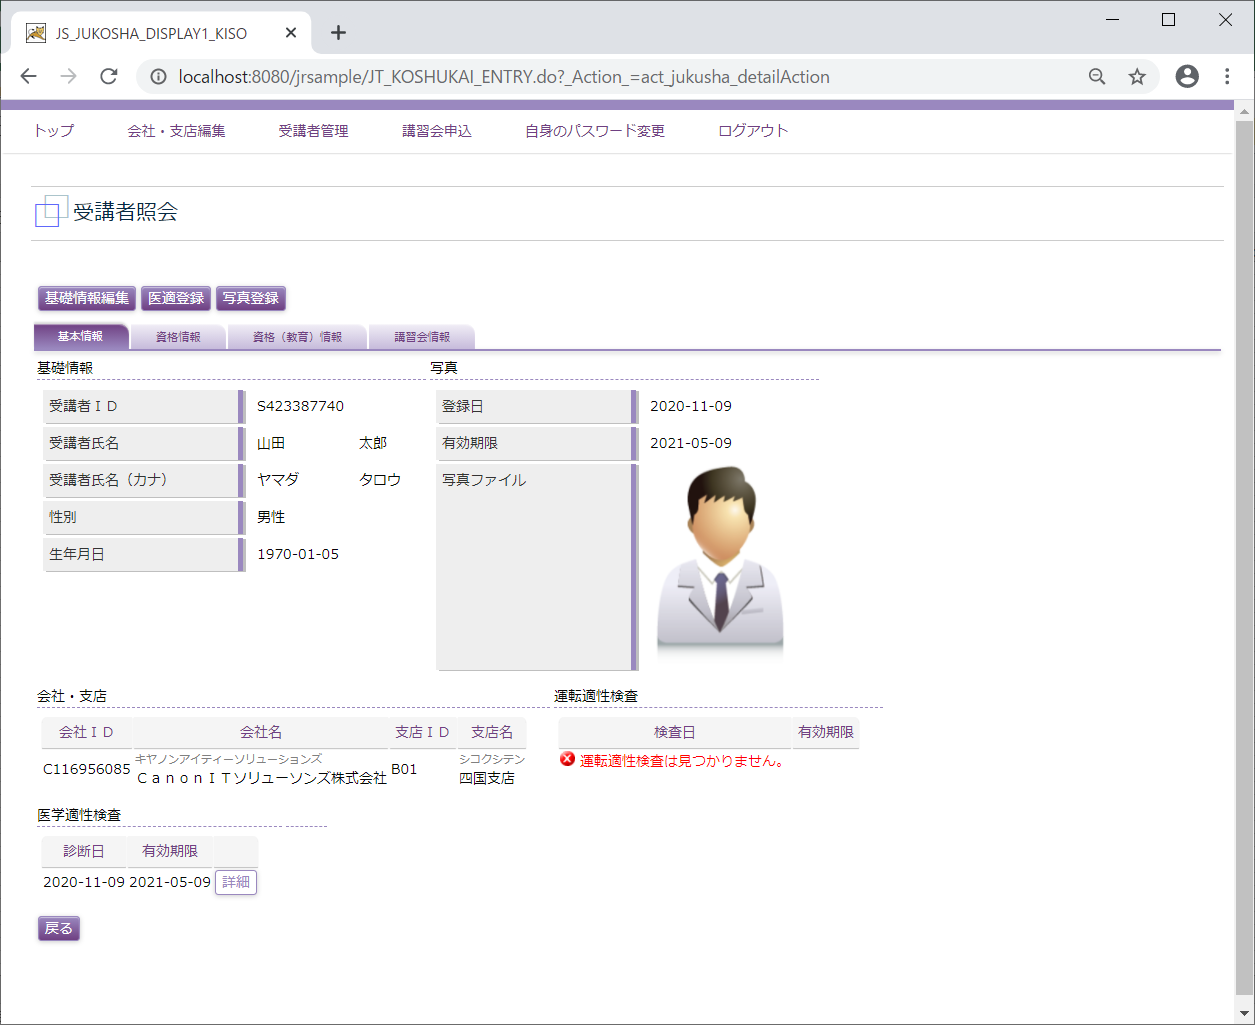 JS_JUKOSHA_DISPLAY1_KISO
localhost:8080/jrsample/JT_KOSHUKAI_ENTRY.do?_Action_=act_jukusha_detailAction
トップ 会社・支店編集 受講者管理 講習会申込 自身のパスワード変更 ログアウト
受講者照会
基礎情報編集 医適登録 写真登録
基本情報 資格情報 資格（教育）情報 講習会情報
基礎情報
受講者ＩＤ S423387740
受講者氏名 山田 太郎
受講者氏名（カナ） ヤマダ タロウ
性別 男性
生年月日 1970-01-05
写真
登録日 2020-11-09
有効期限 2021-05-09
写真ファイル
会社・支店
会社ＩＤ 会社名 支店ＩＤ 支店名
キヤノンアイティーソリューションズ シコクシテン
C116956085 ＣａｎｏｎＩＴソリューソンズ株式会社 B01 四国支店
運転適性検査
検査日 有効期限
運転適性検査は見つかりません。
医学適性検査
診断日 有効期限
2020-11-09 2021-05-09 詳細
戻る